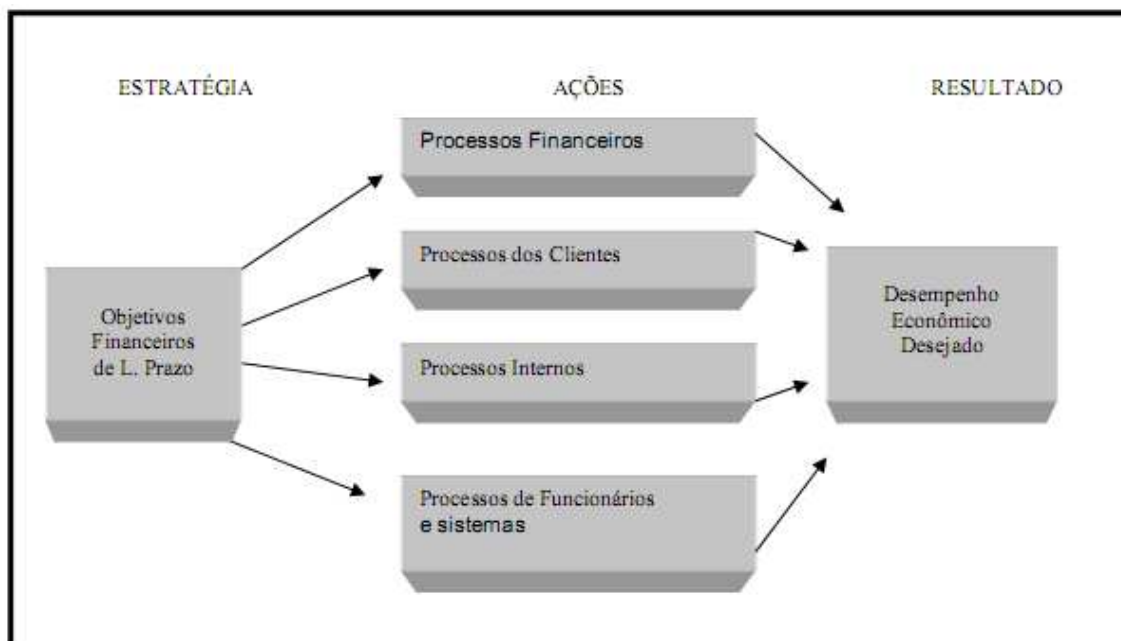 ESTRATÉGIA
AÇÕES
RESULTADO
Objetivos
Financeiros
de L. Prazo
Processos Financeiros
Processos dos Clientes
Processos Internos
Processos de Funcionários
e sistemas
Desempenho
Econômico
Desejado